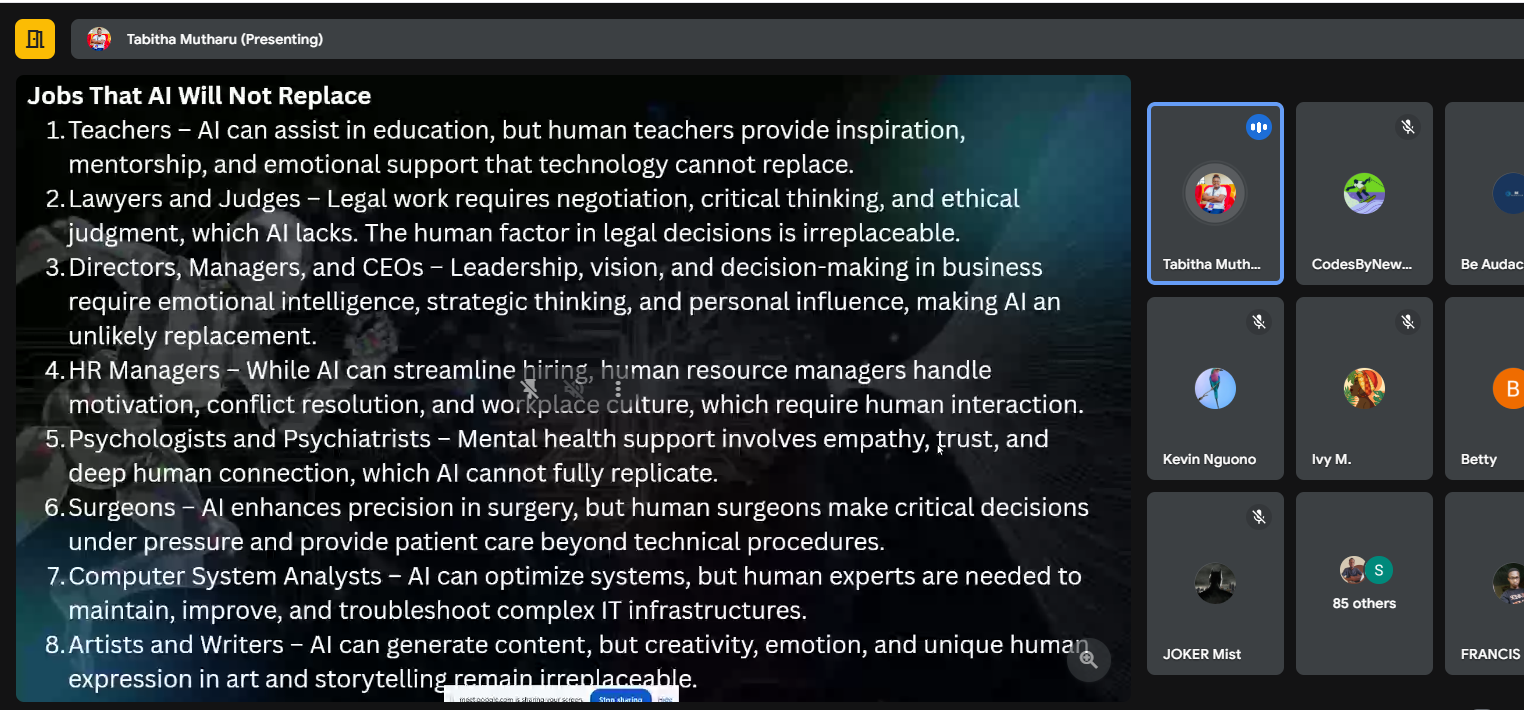 Tabitha Mutharu (Presenting)
Jobs That AI Will Not Replace
1. Teachers – AI can assist in education, but human teachers provide inspiration,
mentorship, and emotional support that technology cannot replace.
2. Lawyers and Judges – Legal work requires negotiation, critical thinking, and ethical
judgment, which AI lacks. The human factor in legal decisions is irreplaceable.
3. Directors, Managers, and CEOs – Leadership, vision, and decision-making in business
require emotional intelligence, strategic thinking, and personal influence, making AI an
unlikely replacement.
4. HR Managers – While AI can streamline hiring, human resource managers handle
motivation, conflict resolution, and workplace culture, which require human interaction.
5. Psychologists and Psychiatrists – Mental health support involves empathy, trust, and
deep human connection, which AI cannot fully replicate.
6. Surgeons – AI enhances precision in surgery, but human surgeons make critical decisions
under pressure and provide patient care beyond technical procedures.
7. Computer System Analysts – AI can optimize systems, but human experts are needed to
maintain, improve, and troubleshoot complex IT infrastructures.
8. Artists and Writers – AI can generate content, but creativity, emotion, and unique human
expression in art and storytelling remain irreplaceable.
meet.google.com is sharing your screen. Stop sharing Hide
Tabitha Muth...
CodesByNew...
Be Audac
Kevin Nguono
Ivy M.
B
Betty
JOKER Mist
S
85 others
FRANCIS